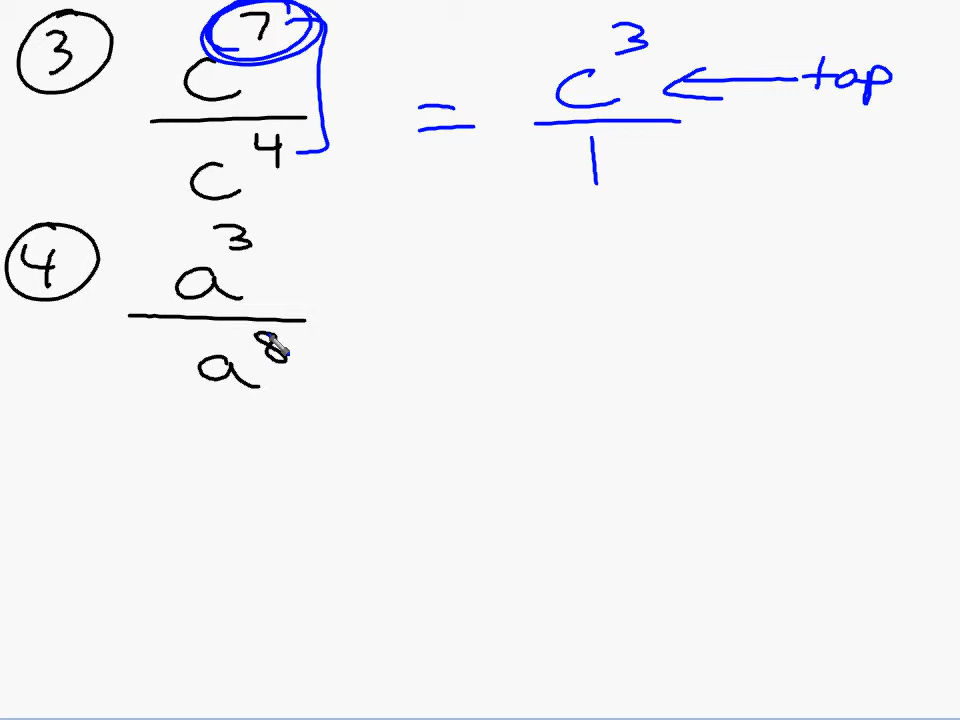 ③ c⁷/c⁴ = c³/1 ← top
④ a³/a⁸